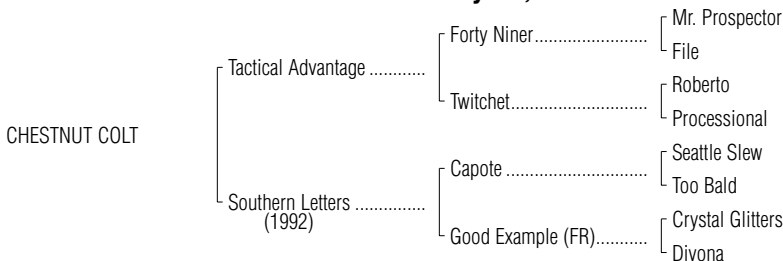 Mr. Prospector
Forty Niner
File
Tactical Advantage
Roberto
Twitchet
Processional
CHESTNUT COLT
Seattle Slew
Capote
Too Bald
Southern Letters
(1992)
Crystal Glitters
Good Example (FR)
Divona